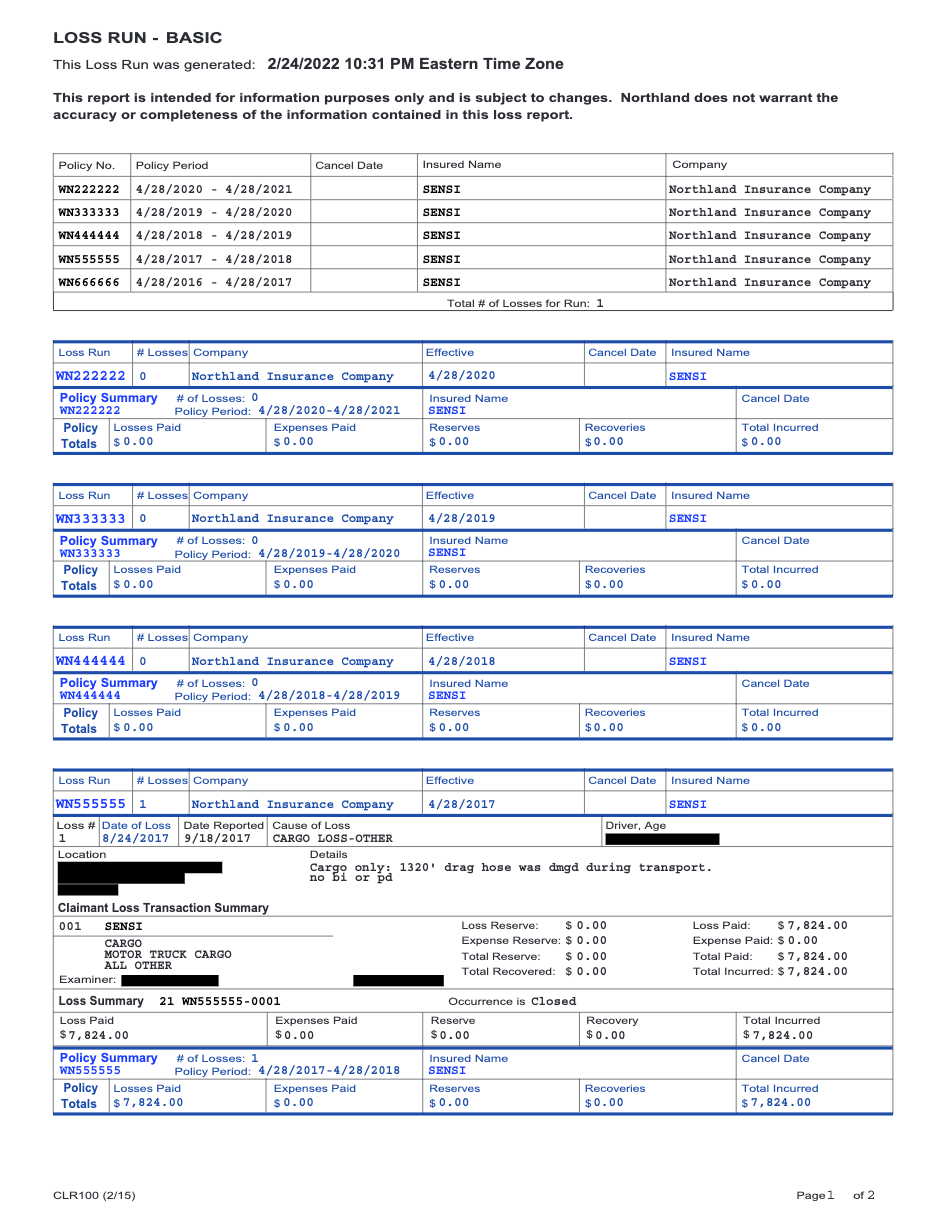 LOSS RUN - BASIC
This Loss Run was generated: 2/24/2022 10:31 PM Eastern Time Zone
This report is intended for information purposes only and is subject to changes. Northland does not warrant the
accuracy or completeness of the information contained in this loss report.
Policy No. Policy Period Cancel Date Insured Name Company
WN222222 4/28/2020 - 4/28/2021 SENSI Northland Insurance Company
WN333333 4/28/2019 - 4/28/2020 SENSI Northland Insurance Company
WN444444 4/28/2018 - 4/28/2019 SENSI Northland Insurance Company
WN555555 4/28/2017 - 4/28/2018 SENSI Northland Insurance Company
WN666666 4/28/2016 - 4/28/2017 SENSI Northland Insurance Company
Total # of Losses for Run: 1
Loss Run # Losses Company Effective Cancel Date Insured Name
WN222222 0 Northland Insurance Company 4/28/2020 SENSI
Policy Summary # of Losses: 0 Insured Name Cancel Date
WN222222 Policy Period: 4/28/2020-4/28/2021 SENSI
Policy Losses Paid Expenses Paid Reserves Recoveries Total Incurred
Totals $ 0.00 $ 0.00 $ 0.00 $ 0.00 $ 0.00
Loss Run # Losses Company Effective Cancel Date Insured Name
WN333333 0 Northland Insurance Company 4/28/2019 SENSI
Policy Summary # of Losses: 0 Insured Name Cancel Date
WN333333 Policy Period: 4/28/2019-4/28/2020 SENSI
Policy Losses Paid Expenses Paid Reserves Recoveries Total Incurred
Totals $ 0.00 $ 0.00 $ 0.00 $ 0.00 $ 0.00
Loss Run # Losses Company Effective Cancel Date Insured Name
WN444444 0 Northland Insurance Company 4/28/2018 SENSI
Policy Summary # of Losses: 0 Insured Name Cancel Date
WN444444 Policy Period: 4/28/2018-4/28/2019 SENSI
Policy Losses Paid Expenses Paid Reserves Recoveries Total Incurred
Totals $ 0.00 $ 0.00 $ 0.00 $ 0.00 $ 0.00
Loss Run # Losses Company Effective Cancel Date Insured Name
WN555555 1 Northland Insurance Company 4/28/2017 SENSI
Loss # Date of Loss Date Reported Cause of Loss Driver, Age
1 8/24/2017 9/18/2017 CARGO LOSS-OTHER
Location Details
Cargo only: 1320' drag hose was dmgd during transport.
no bi or pd
Claimant Loss Transaction Summary
001 SENSI Loss Reserve: $ 0.00 Loss Paid: $ 7,824.00
CARGO Expense Reserve: $ 0.00 Expense Paid: $ 0.00
MOTOR TRUCK CARGO Total Reserve: $ 0.00 Total Paid: $ 7,824.00
ALL OTHER Total Recovered: $ 0.00 Total Incurred: $ 7,824.00
Examiner:
Loss Summary 21 WN555555-0001 Occurrence is Closed
Loss Paid Expenses Paid Reserve Recovery Total Incurred
$ 7,824.00 $ 0.00 $ 0.00 $ 0.00 $ 7,824.00
Policy Summary # of Losses: 1 Insured Name Cancel Date
WN555555 Policy Period: 4/28/2017-4/28/2018 SENSI
Policy Losses Paid Expenses Paid Reserves Recoveries Total Incurred
Totals $ 7,824.00 $ 0.00 $ 0.00 $ 0.00 $ 7,824.00
CLR100 (2/15) Page 1 of 2